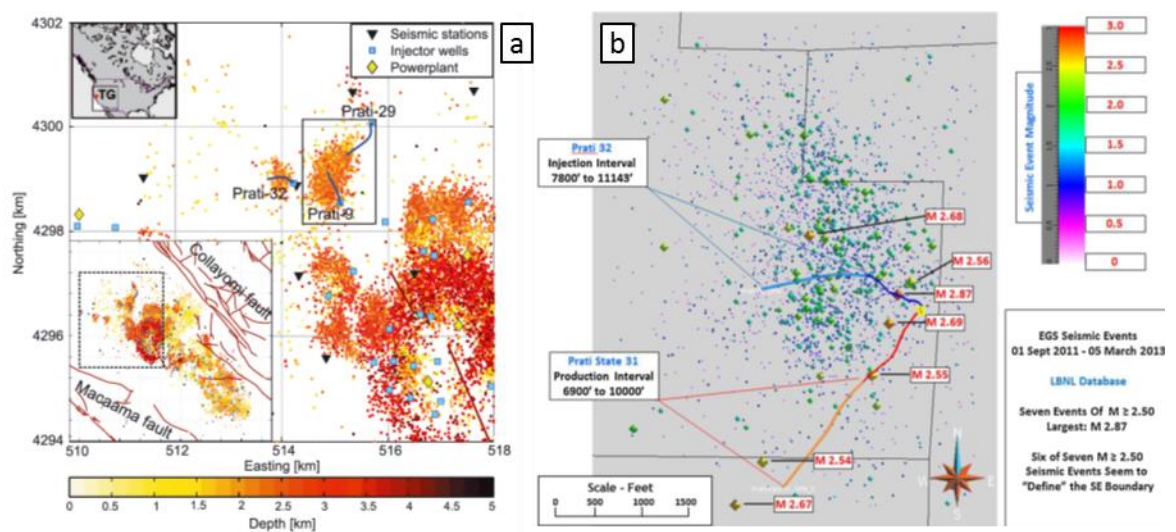 a
4302
4300
4298
4296
4294
Northing [km]
510
512
514
516
518
Easting [km]
TG
Seismic stations
Injector wells
Powerplant
Prati-29
Prati-32
Prati-9
Collayomi fault
Macaama fault
0 0.5 1 1.5 2 2.5 3 3.5 4 4.5 5
Depth [km]
b
Prati 32
Injection Interval
7800' to 11143'
Prati State 31
Production Interval
6900' to 10000'
M 2.68
M 2.56
M 2.87
M 2.69
M 2.55
M 2.54
M 2.67
Scale - Feet
0 500 1000 1500
N
W
E
S
Seismic Event Magnitude
3.0
2.5
2.0
1.5
1.0
0.5
0
EGS Seismic Events
01 Sept 2011 - 05 March 2013
LBNL Database
Seven Events Of M ≥ 2.50
Largest: M 2.87
Six of Seven M ≥ 2.50
Seismic Events Seem to
"Define" the SE Boundary